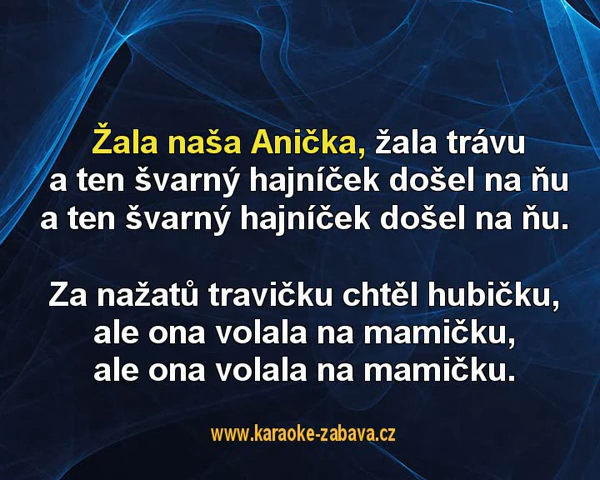 Žala naša Anička, žala trávu
a ten švarný hajníček došel na ňu
a ten švarný hajníček došel na ňu.
Za nažatů travičku chtěl hubičku,
ale ona volala na mamičku,
ale ona volala na mamičku.
www.karaoke-zabava.cz